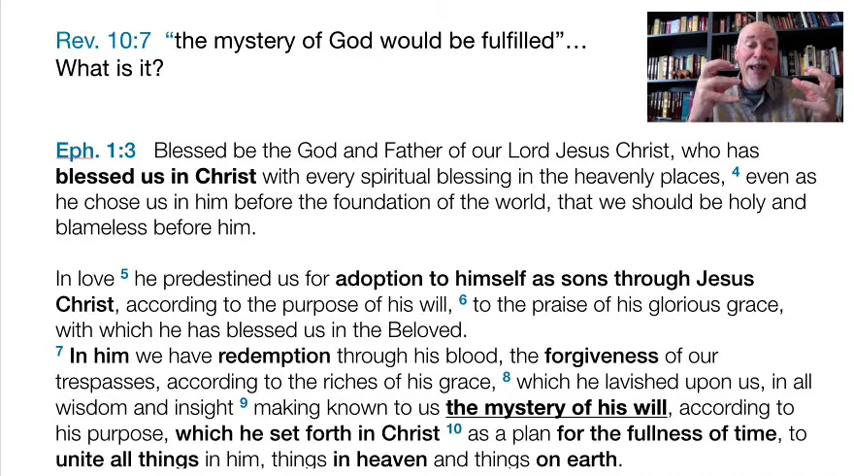 Rev. 10:7 “the mystery of God would be fulfilled”…
What is it?
Eph. 1:3 Blessed be the God and Father of our Lord Jesus Christ, who has
blessed us in Christ with every spiritual blessing in the heavenly places, 4 even as
he chose us in him before the foundation of the world, that we should be holy and
blameless before him.
In love 5 he predestined us for adoption to himself as sons through Jesus
Christ, according to the purpose of his will, 6 to the praise of his glorious grace,
with which he has blessed us in the Beloved.
7 In him we have redemption through his blood, the forgiveness of our
trespasses, according to the riches of his grace, 8 which he lavished upon us, in all
wisdom and insight 9 making known to us the mystery of his will, according to
his purpose, which he set forth in Christ 10 as a plan for the fullness of time, to
unite all things in him, things in heaven and things on earth.